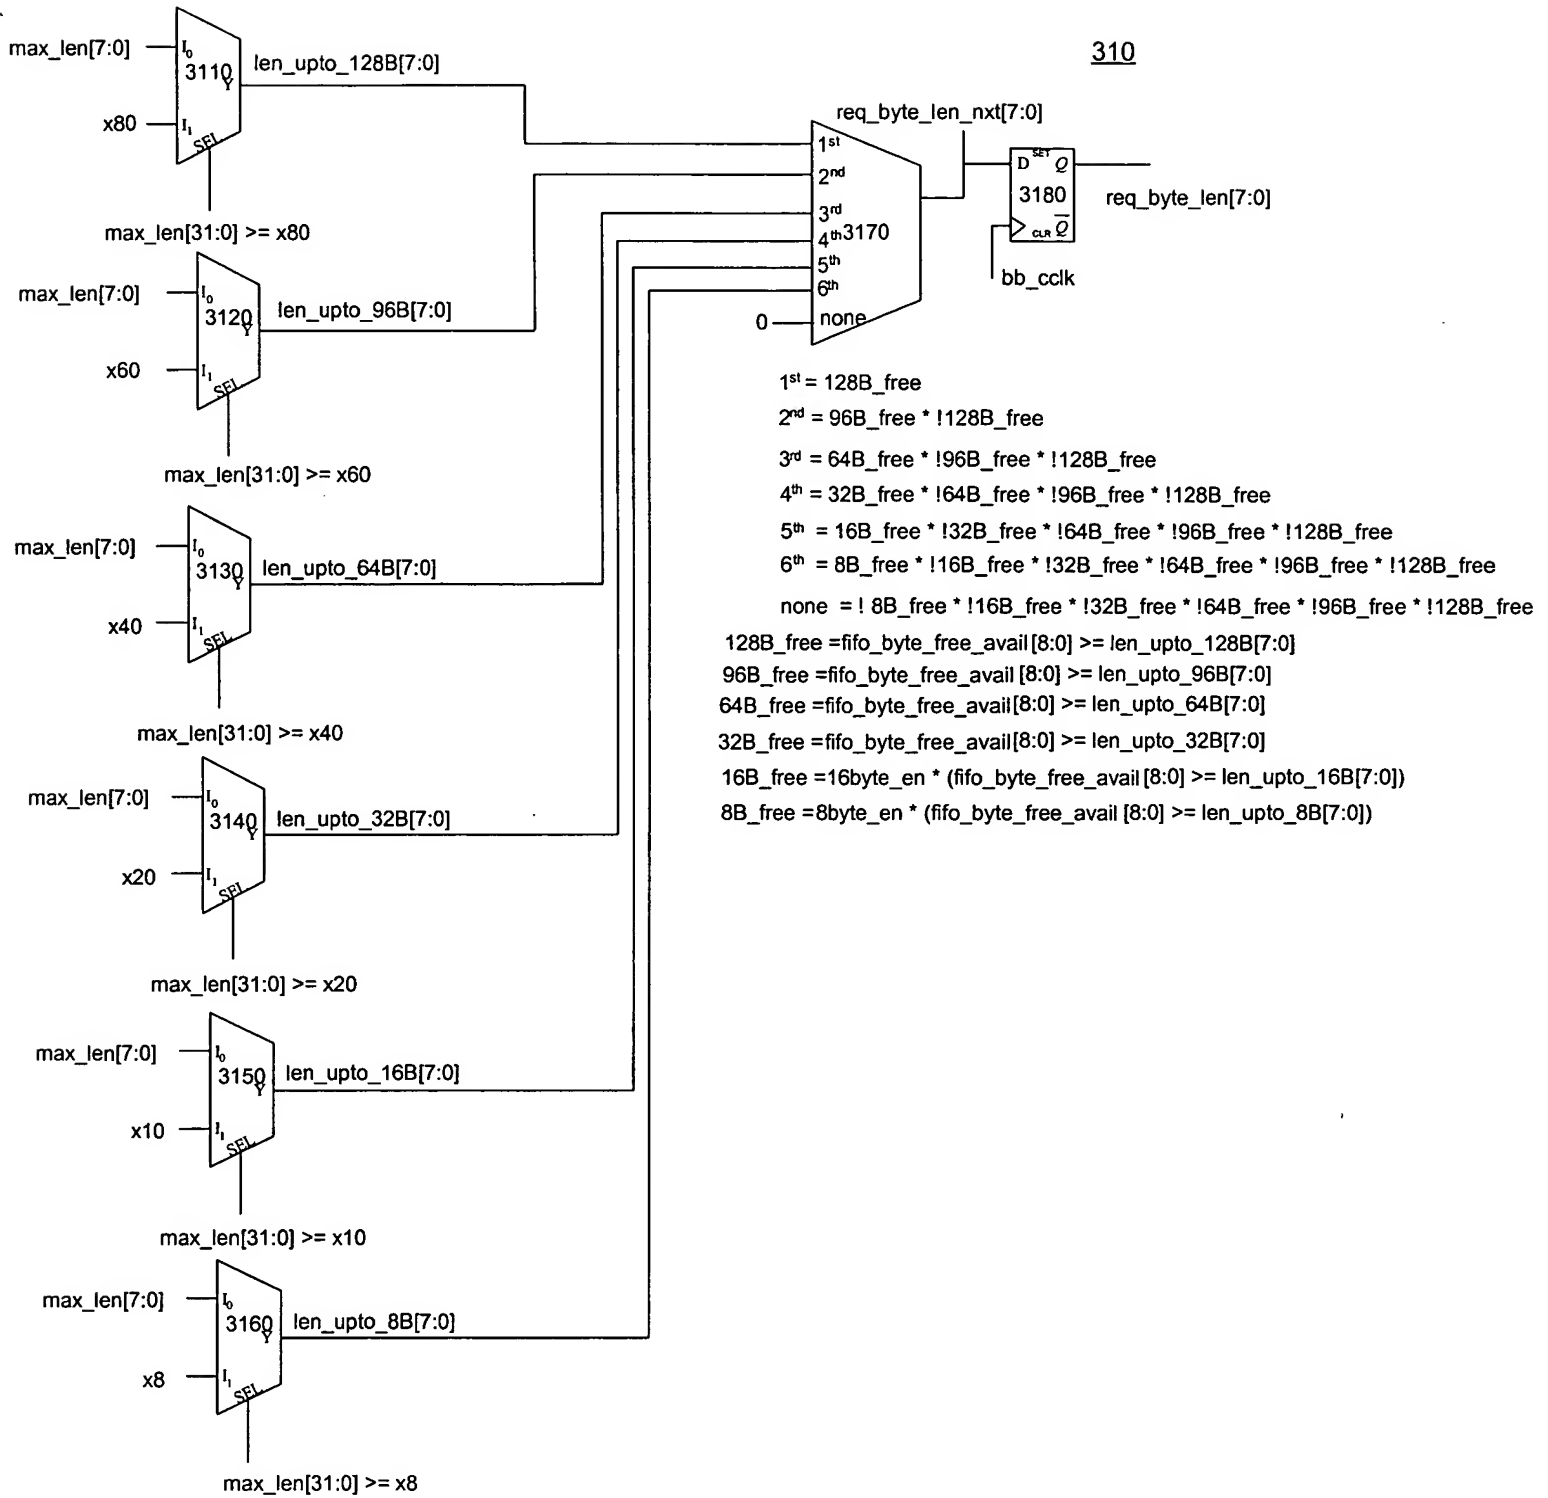 310
max_len[7:0]
I0
3110
Y
len_upto_128B[7:0]
x80
I1
SEL
max_len[31:0] >= x80
max_len[7:0]
I0
3120
Y
len_upto_96B[7:0]
x60
I1
SEL
max_len[31:0] >= x60
max_len[7:0]
I0
3130
Y
len_upto_64B[7:0]
x40
I1
SEL
max_len[31:0] >= x40
max_len[7:0]
I0
3140
Y
len_upto_32B[7:0]
x20
I1
SEL
max_len[31:0] >= x20
max_len[7:0]
I0
3150
Y
len_upto_16B[7:0]
x10
I1
SEL
max_len[31:0] >= x10
max_len[7:0]
I0
3160
Y
len_upto_8B[7:0]
x8
I1
SEL
max_len[31:0] >= x8
req_byte_len_nxt[7:0]
1st
2nd
3rd
4th
3170
5th
6th
0
none
D SET Q
3180
CLR Q
req_byte_len[7:0]
bb_cclk
1st = 128B_free
2nd = 96B_free * !128B_free
3rd = 64B_free * !96B_free * !128B_free
4th = 32B_free * !64B_free * !96B_free * !128B_free
5th = 16B_free * !32B_free * !64B_free * !96B_free * !128B_free
6th = 8B_free * !16B_free * !32B_free * !64B_free * !96B_free * !128B_free
none = ! 8B_free * !16B_free * !32B_free * !64B_free * !96B_free * !128B_free
128B_free =fifo_byte_free_avail[8:0] >= len_upto_128B[7:0]
96B_free =fifo_byte_free_avail [8:0] >= len_upto_96B[7:0]
64B_free =fifo_byte_free_avail[8:0] >= len_upto_64B[7:0]
32B_free =fifo_byte_free_avail[8:0] >= len_upto_32B[7:0]
16B_free =16byte_en * (fifo_byte_free_avail [8:0] >= len_upto_16B[7:0])
8B_free =8byte_en * (fifo_byte_free_avail [8:0] >= len_upto_8B[7:0])